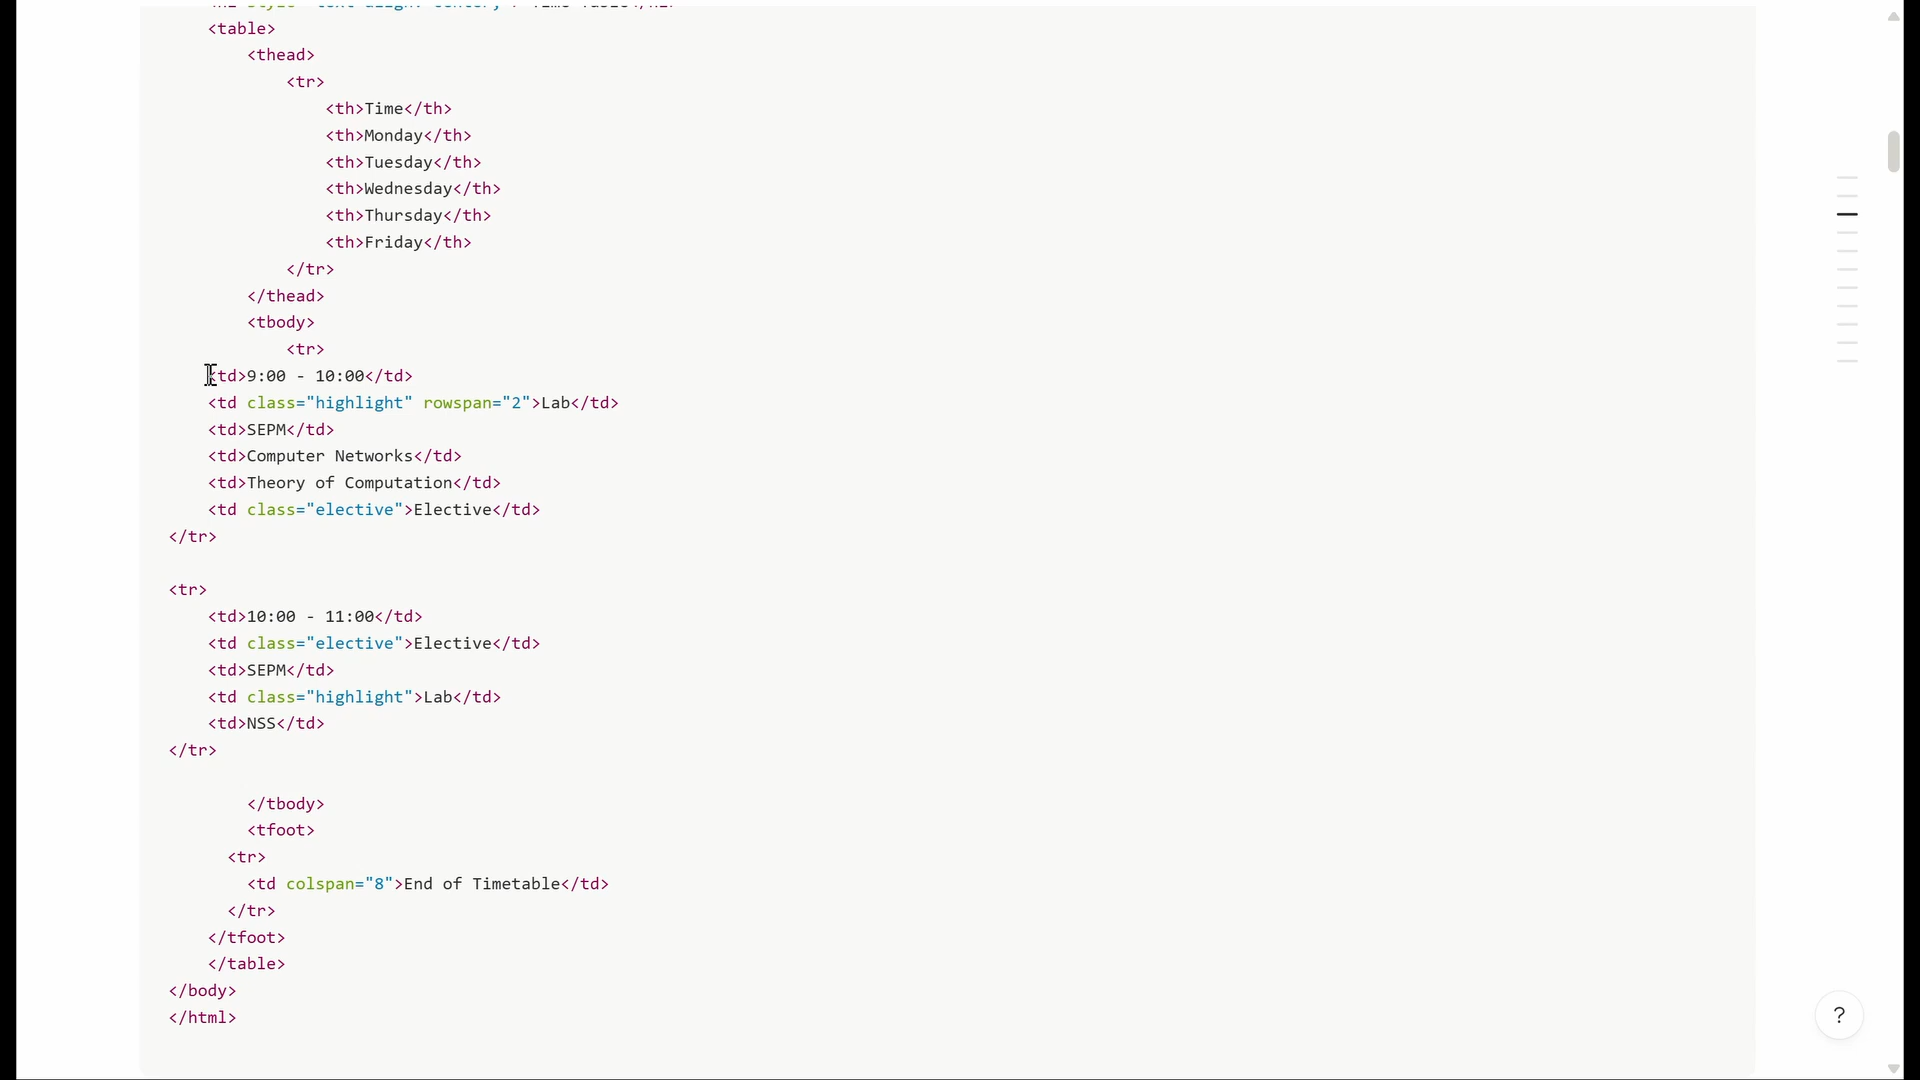 <table>
<thead>
<tr>
<th>Time</th>
<th>Monday</th>
<th>Tuesday</th>
<th>Wednesday</th>
<th>Thursday</th>
<th>Friday</th>
</tr>
</thead>
<tbody>
<tr>
<td>9:00 - 10:00</td>
<td class="highlight" rowspan="2">Lab</td>
<td>SEPM</td>
<td>Computer Networks</td>
<td>Theory of Computation</td>
<td class="elective">Elective</td>
</tr>
<tr>
<td>10:00 - 11:00</td>
<td class="elective">Elective</td>
<td>SEPM</td>
<td class="highlight">Lab</td>
<td>NSS</td>
</tr>
</tbody>
<tfoot>
<tr>
<td colspan="8">End of Timetable</td>
</tr>
</tfoot>
</table>
</body>
</html>
?